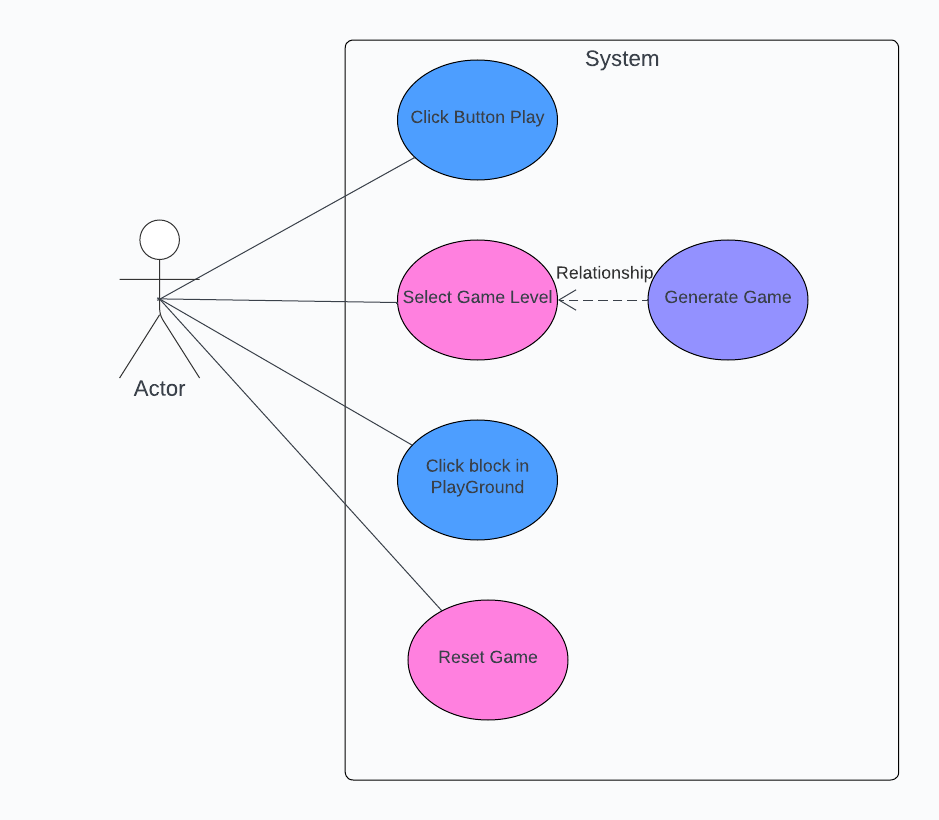 System
Click Button Play
Relationship
Select Game Level
Generate Game
Actor
Click block in
PlayGround
Reset Game